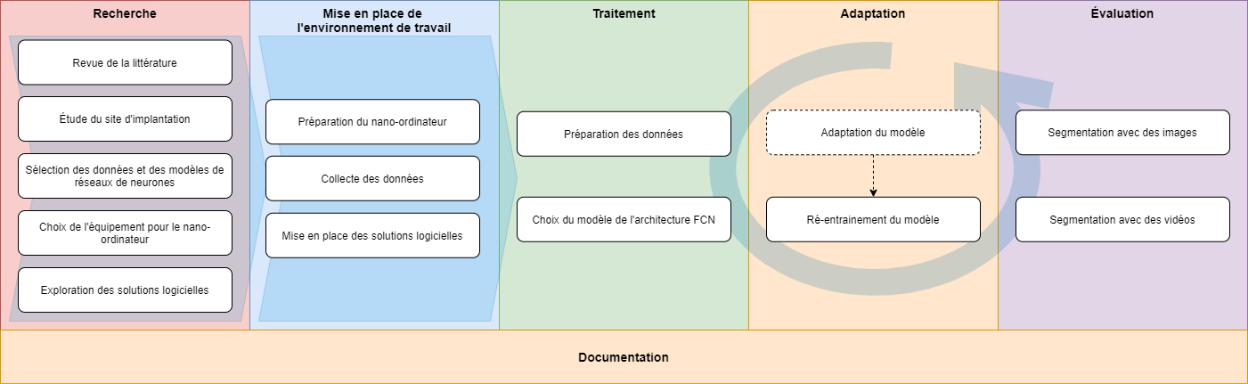 Recherche
Revue de la littérature
Étude du site d'implantation
Sélection des données et des modèles de
réseaux de neurones
Choix de l'équipement pour le nano-
ordinateur
Exploration des solutions logicielles
Mise en place de
l'environnement de travail
Préparation du nano-ordinateur
Collecte des données
Mise en place des solutions logicielles
Traitement
Préparation des données
Choix du modèle de l'architecture FCN
Adaptation
Adaptation du modèle
Ré-entrainement du modèle
Évaluation
Segmentation avec des images
Segmentation avec des vidéos
Documentation